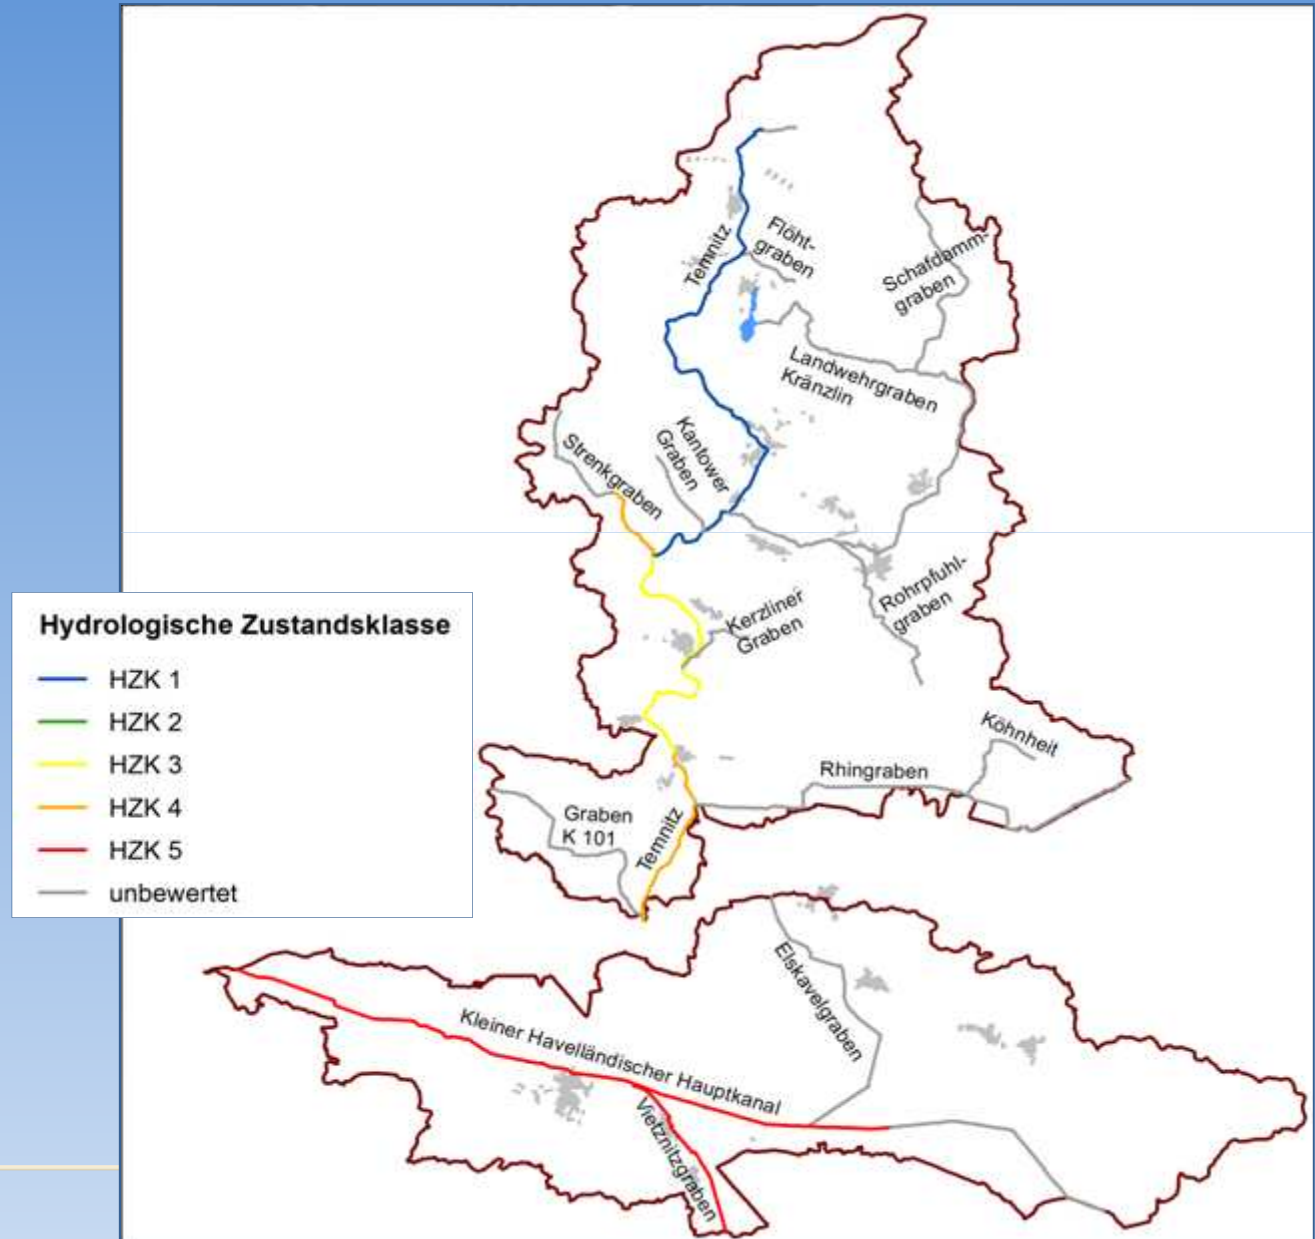 Flöht-
graben
Temnitz
Schafdamm-
graben
Landwehrgraben
Kränzlin
Kantower
Graben
Strenkgraben
Rohrpfuhl-
graben
Kerzliner
Graben
Hydrologische Zustandsklasse
HZK 1
HZK 2
HZK 3
HZK 4
HZK 5
unbewertet
Köhnheit
Rhingraben
Graben
K 101
Temnitz
Elskavelgraben
Kleiner Havelländischer Hauptkanal
Vietznitzgraben